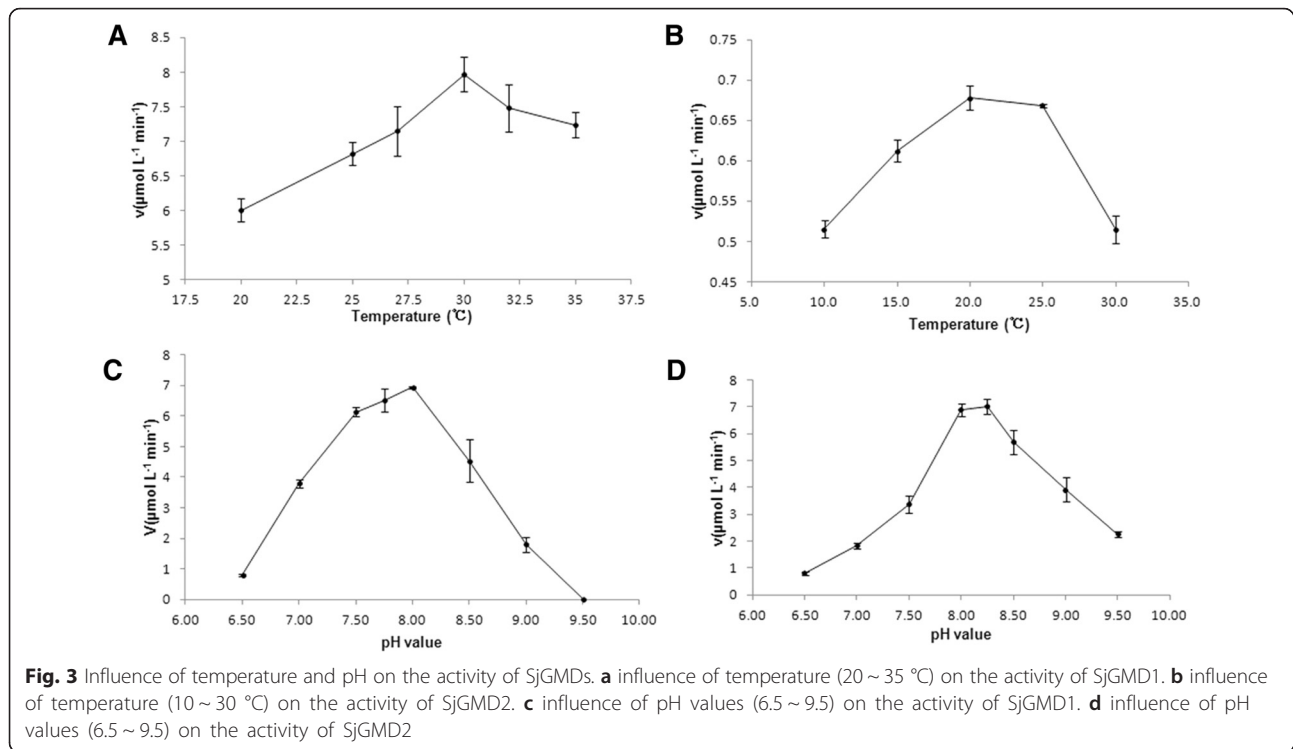 A
8.5
8
7.5
7
6.5
6
5.5
5
v(µmol L-1 min-1)
17.5 20 22.5 25 27.5 30 32.5 35 37.5
Temperature (℃)
B
0.75
0.7
0.65
0.6
0.55
0.5
0.45
v(µmol L-1 min-1)
5.0 10.0 15.0 20.0 25.0 30.0 35.0
Temperature (℃)
C
8
7
6
5
4
3
2
1
0
V(µmol L-1 min-1)
6.00 6.50 7.00 7.50 8.00 8.50 9.00 9.50 10.00
pH value
D
8
7
6
5
4
3
2
1
0
v(µmol L-1 min-1)
6.00 6.50 7.00 7.50 8.00 8.50 9.00 9.50 10.00
pH value
Fig. 3 Influence of temperature and pH on the activity of SjGMDs. a influence of temperature (20 ~ 35 °C) on the activity of SjGMD1. b influence
of temperature (10 ~ 30 °C) on the activity of SjGMD2. c influence of pH values (6.5 ~ 9.5) on the activity of SjGMD1. d influence of pH
values (6.5 ~ 9.5) on the activity of SjGMD2